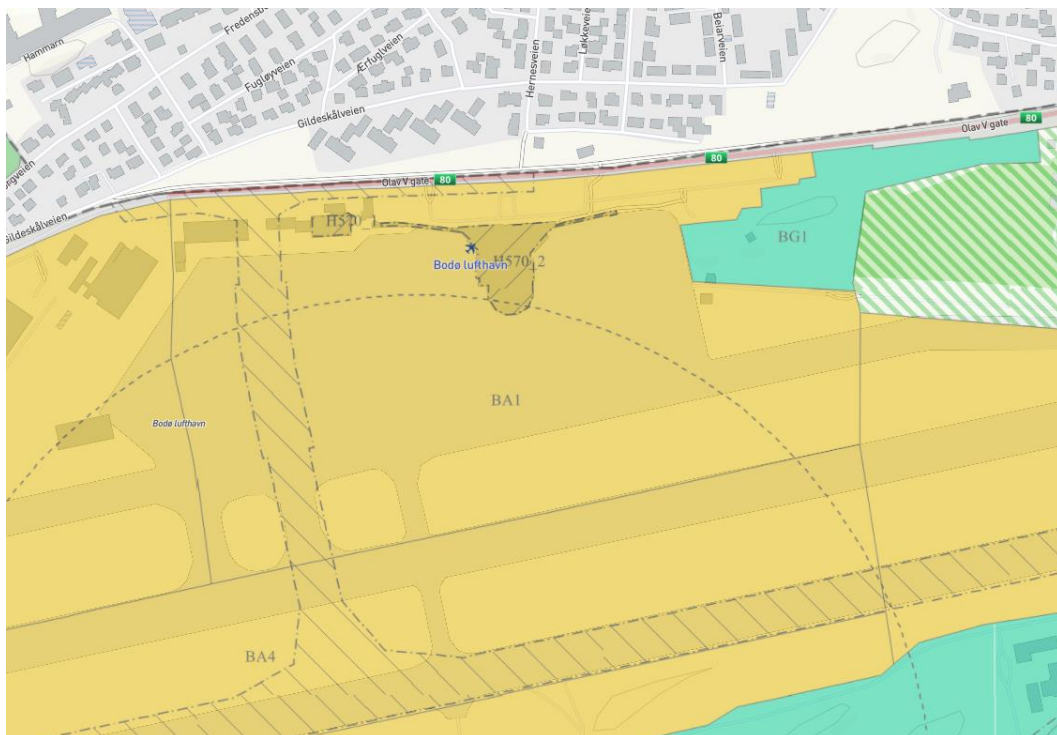 Hammarn
Fredensb
Fugløyveien
Ærfuglveien
Gildeskålveien
Hernesveien
Løkkeveie
Beiarveien
Olav V gate
80
80
Olav V gate
80
Gildeskålveien
H570
BG1
Bodø lufthavn
H570_2
BA1
Bodø lufthavn
BA4